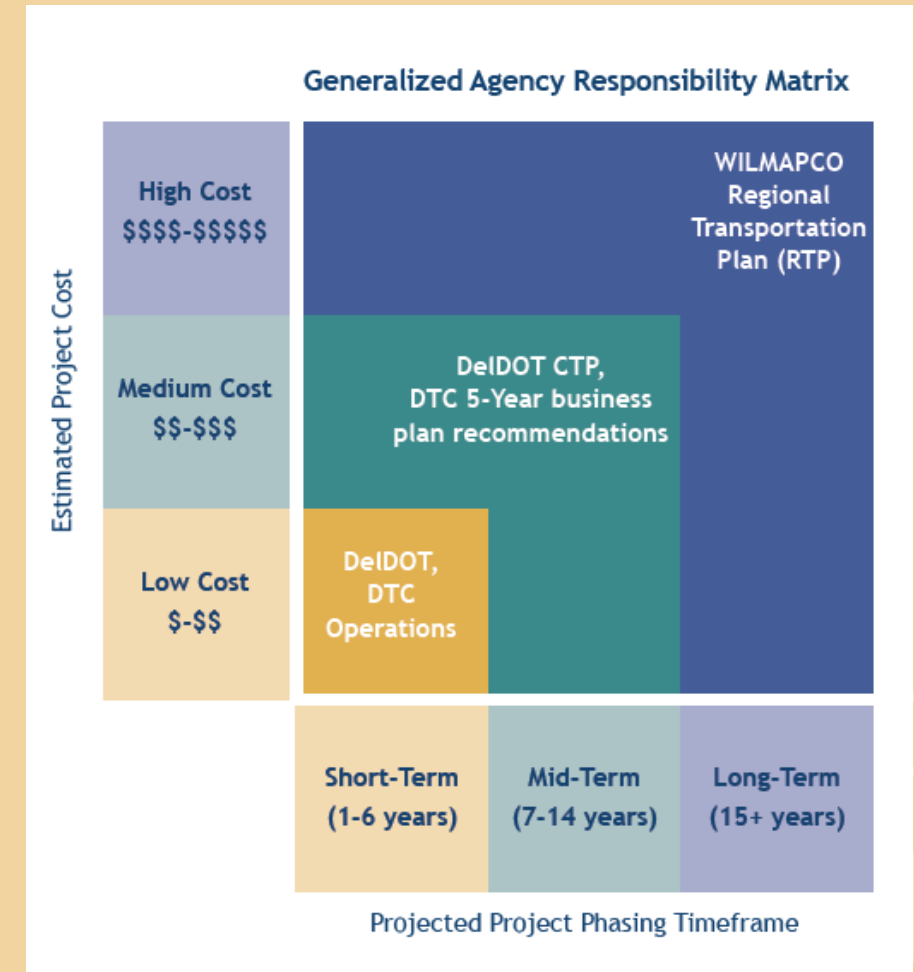 Generalized Agency Responsibility Matrix
Estimated Project Cost
High Cost
$$$$-$$$$$
Medium Cost
$$-$$$
Low Cost
$-$$
WILMAPCO
Regional
Transportation
Plan (RTP)
DelDOT CTP,
DTC 5-Year business
plan recommendations
DelDOT,
DTC
Operations
Short-Term
(1-6 years)
Mid-Term
(7-14 years)
Long-Term
(15+ years)
Projected Project Phasing Timeframe